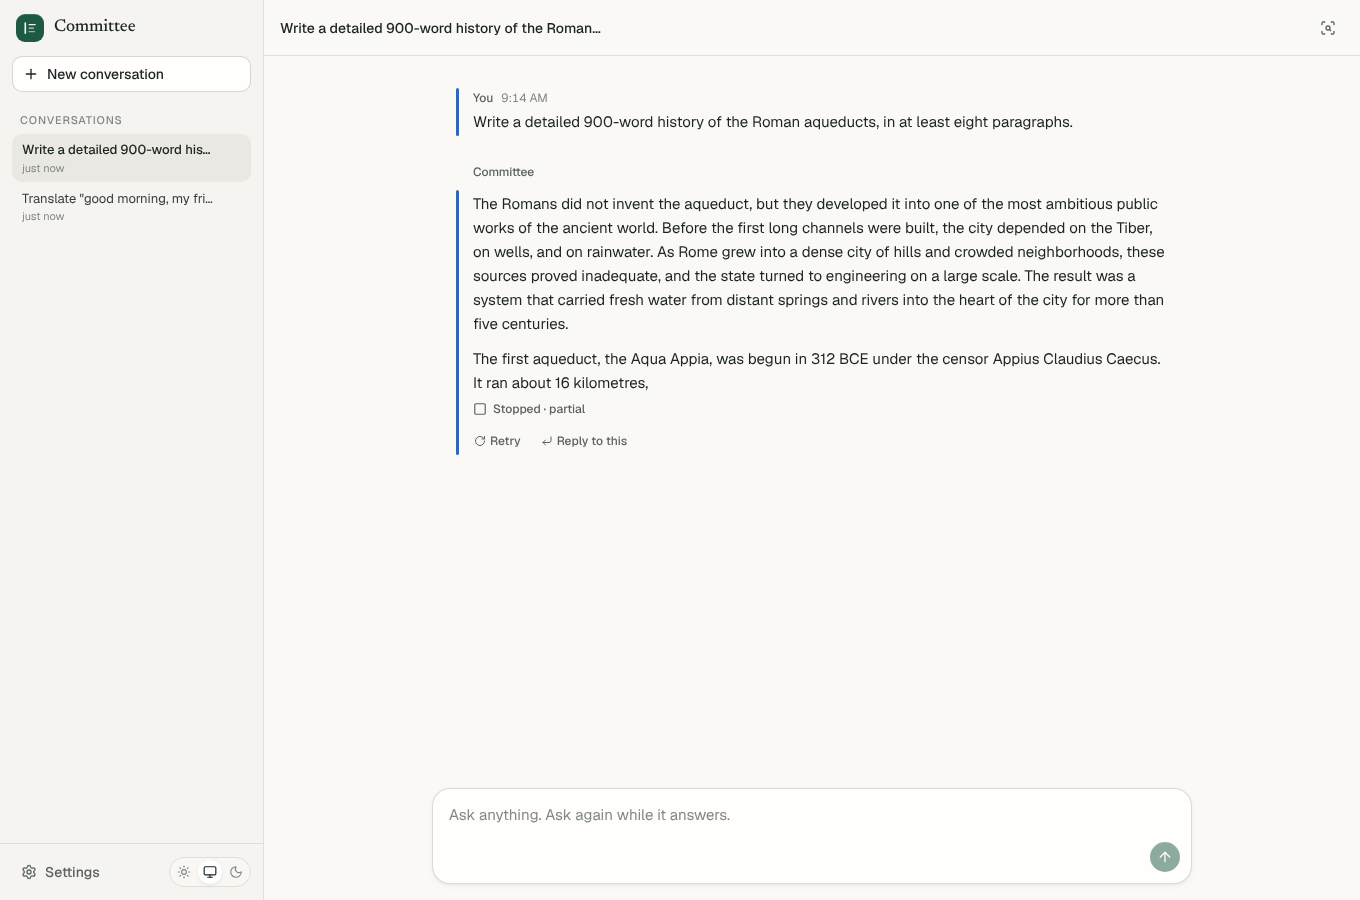 Committee
New conversation
CONVERSATIONS
Write a detailed 900-word his...
just now
Translate "good morning, my fri...
just now
Settings
Write a detailed 900-word history of the Roman...
You 9:14 AM
Write a detailed 900-word history of the Roman aqueducts, in at least eight paragraphs.
Committee
The Romans did not invent the aqueduct, but they developed it into one of the most ambitious public
works of the ancient world. Before the first long channels were built, the city depended on the Tiber,
on wells, and on rainwater. As Rome grew into a dense city of hills and crowded neighborhoods, these
sources proved inadequate, and the state turned to engineering on a large scale. The result was a
system that carried fresh water from distant springs and rivers into the heart of the city for more than
five centuries.
The first aqueduct, the Aqua Appia, was begun in 312 BCE under the censor Appius Claudius Caecus.
It ran about 16 kilometres,
Stopped · partial
Retry
Reply to this
Ask anything. Ask again while it answers.